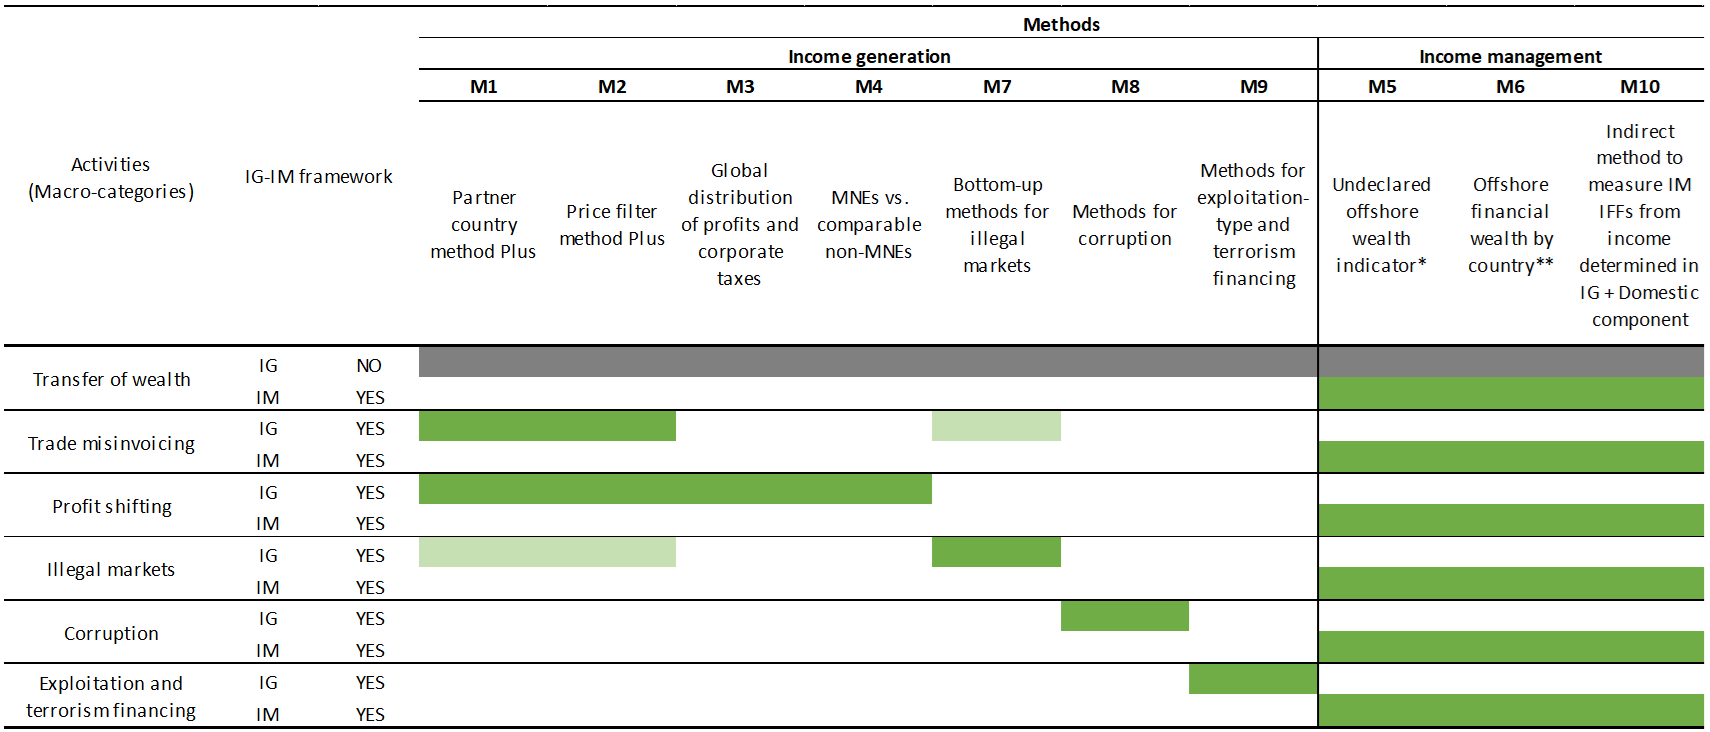 Methods
Income generation
Income management
M1
M2
M3
M4
M7
M8
M9
M5
M6
M10
Activities
(Macro-categories)
IG-IM framework
Partner
country
method Plus
Price filter
method Plus
Global
distribution
of profits and
corporate
taxes
MNEs vs.
comparable
non-MNEs
Bottom-up
methods for
illegal
markets
Methods for
corruption
Methods for
exploitation-
type and
terrorism
financing
Undeclared
offshore
wealth
indicator*
Offshore
financial
wealth by
country**
Indirect
method to
measure IM
IFFs from
income
determined in
IG + Domestic
component
Transfer of wealth
IG NO
IM YES
Trade misinvoicing
IG YES
IM YES
Profit shifting
IG YES
IM YES
Illegal markets
IG YES
IM YES
Corruption
IG YES
IM YES
Exploitation and
terrorism financing
IG YES
IM YES